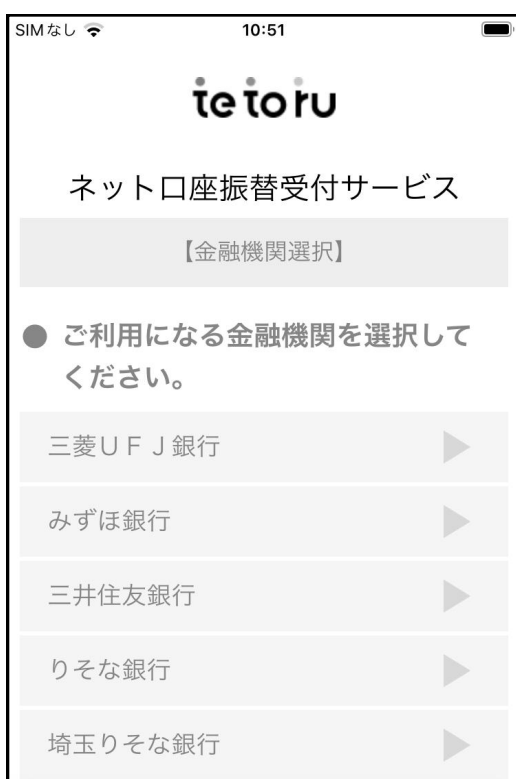 SIMなし 10:51
tetoru
ネット口座振替受付サービス
【金融機関選択】
● ご利用になる金融機関を選択して
ください。
三菱ＵＦＪ銀行
みずほ銀行
三井住友銀行
りそな銀行
埼玉りそな銀行